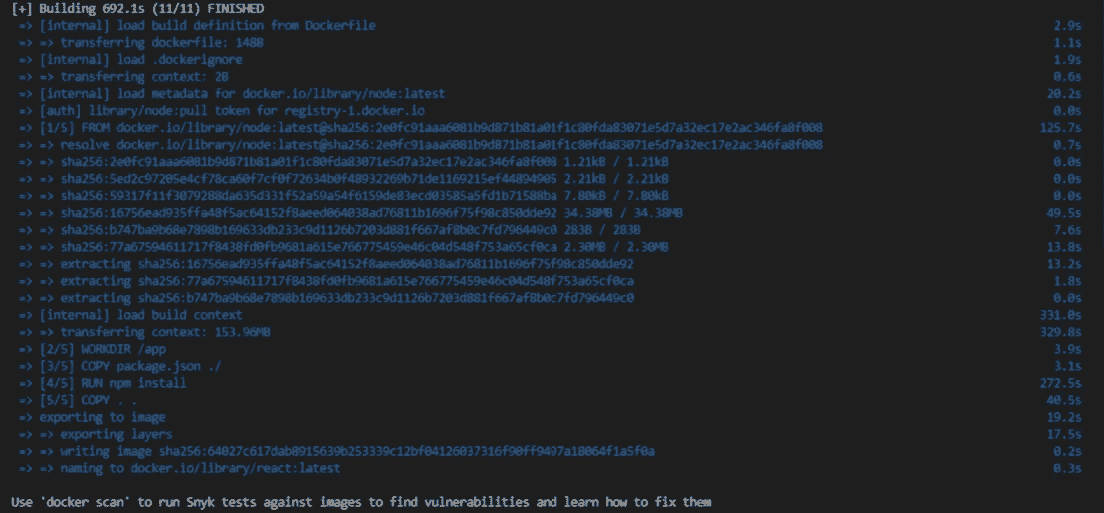 [+] Building 692.1s (11/11) FINISHED
=> [internal] load build definition from Dockerfile 2.9s
=> => transferring dockerfile: 148B 1.1s
=> [internal] load .dockerignore 1.9s
=> => transferring context: 2B 0.6s
=> [internal] load metadata for docker.io/library/node:latest 20.2s
=> [auth] library/node:pull token for registry-1.docker.io 0.0s
=> [1/5] FROM docker.io/library/node:latest@sha256:2e0fc91aaa6081b9d871b81a01f1c80fda83071e5d7a32ec17e2ac346fa8f008 125.7s
=> => resolve docker.io/library/node:latest@sha256:2e0fc91aaa6081b9d871b81a01f1c80fda83071e5d7a32ec17e2ac346fa8f008 0.7s
=> => sha256:2e0fc91aaa6081b9d871b81a01f1c80fda83071e5d7a32ec17e2ac346fa8f008 1.21kB / 1.21kB 0.0s
=> => sha256:5ed2c97205e4cf78ca60f7cf0f72634b0f48932269b71de1169215ef44894905 2.21kB / 2.21kB 0.0s
=> => sha256:59317f11f3079288da635d331f52a59a54f6159de83ecd03585a5fd1b71588ba 7.80kB / 7.80kB 0.0s
=> => sha256:16756ead935ffa48f5ac64152f8aeed064038ad76811b1696f75f98c850dde92 34.38MB / 34.38MB 49.5s
=> => sha256:b747ba9b68e7898b169633db233c9d1126b7203d881f667af8b0c7fd796449c0 283B / 283B 7.6s
=> => sha256:77a67594611717f8438fd0fb9681a615e766775459e46c04d548f753a65cf0ca 2.30MB / 2.30MB 13.8s
=> => extracting sha256:16756ead935ffa48f5ac64152f8aeed064038ad76811b1696f75f98c850dde92 13.2s
=> => extracting sha256:77a67594611717f8438fd0fb9681a615e766775459e46c04d548f753a65cf0ca 1.8s
=> => extracting sha256:b747ba9b68e7898b169633db233c9d1126b7203d881f667af8b0c7fd796449c0 0.0s
=> [internal] load build context 331.0s
=> => transferring context: 153.96MB 329.8s
=> [2/5] WORKDIR /app 3.9s
=> [3/5] COPY package.json ./ 3.1s
=> [4/5] RUN npm install 272.5s
=> [5/5] COPY . . 40.5s
=> exporting to image 19.2s
=> => exporting layers 17.5s
=> => writing image sha256:64027c617dab8915639b253339c12bf04126037316f90ff9497a18064f1a5f0a 0.2s
=> => naming to docker.io/library/react:latest 0.3s
Use 'docker scan' to run Snyk tests against images to find vulnerabilities and learn how to fix them